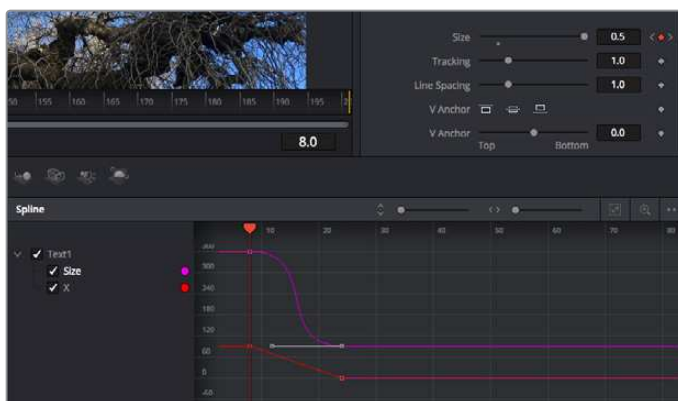 Size 0.5
Tracking 1.0
Line Spacing 1.0
V Anchor
V Anchor 0.0
Top Bottom
155 160 165 170 175 180 185 190 195
8.0
Spline
10 20 30 40 50 60 70 80
Text1
Size
X
300
240
180
120
60
0
-60